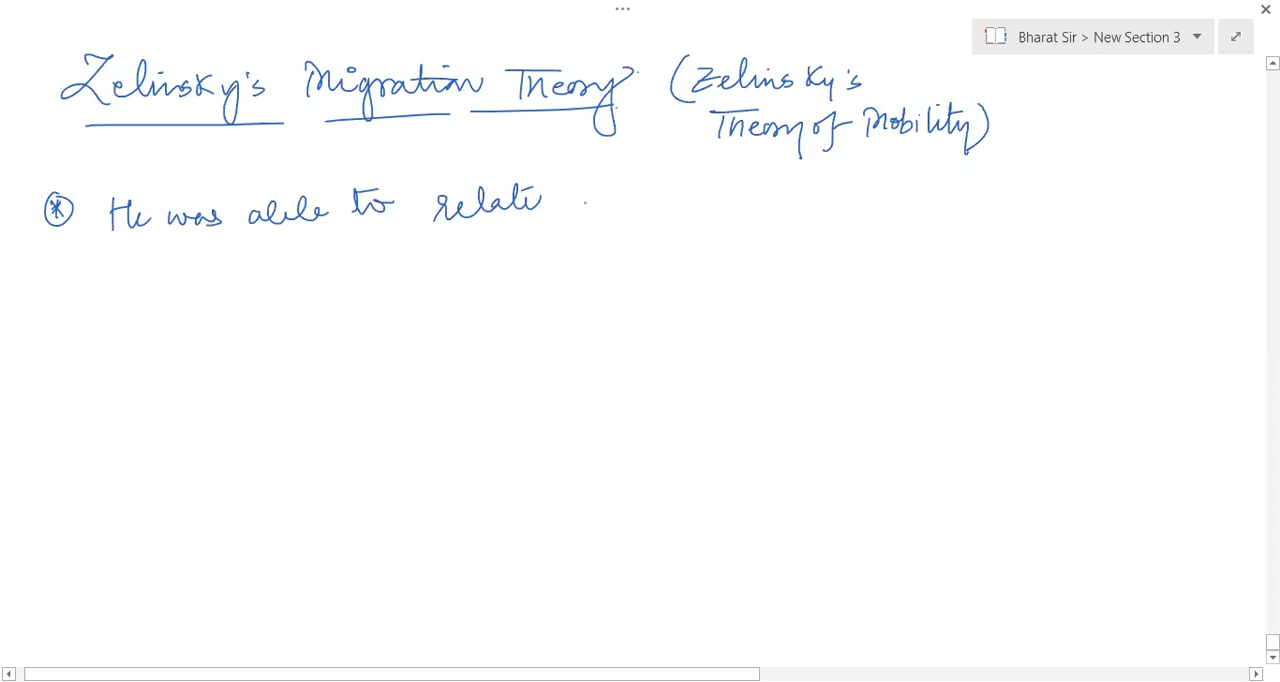 Bharat Sir > New Section 3
Zelinsky's Migration Theory (Zelinsky's
Theory of Mobility)
* He was able to relate